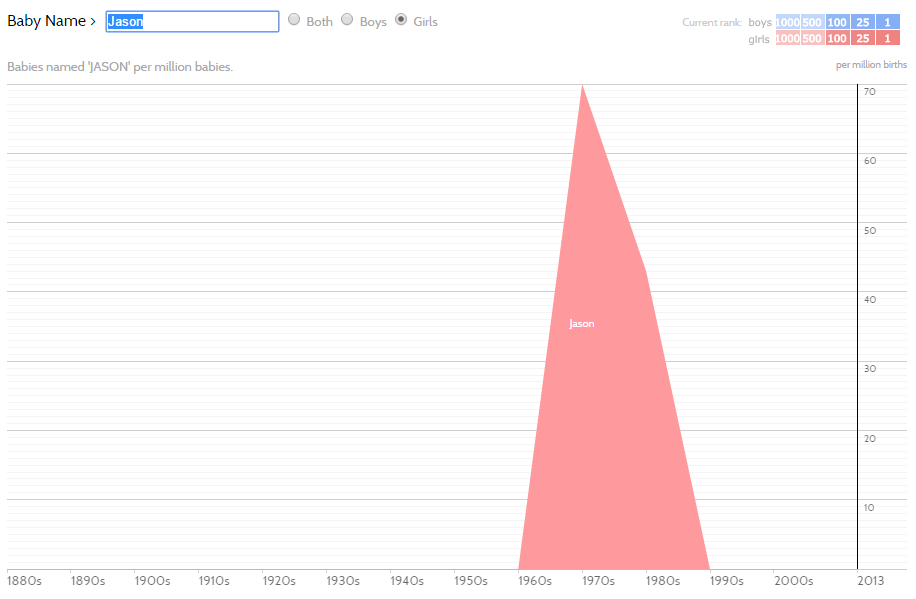 Baby Name > Jason Both Boys Girls Current rank: boys 1000 500 100 25 1
girls 1000 500 100 25 1
Babies named 'JASON' per million babies. per million births
70
60
50
40
Jason
30
20
10
1880s 1890s 1900s 1910s 1920s 1930s 1940s 1950s 1960s 1970s 1980s 1990s 2000s 2013